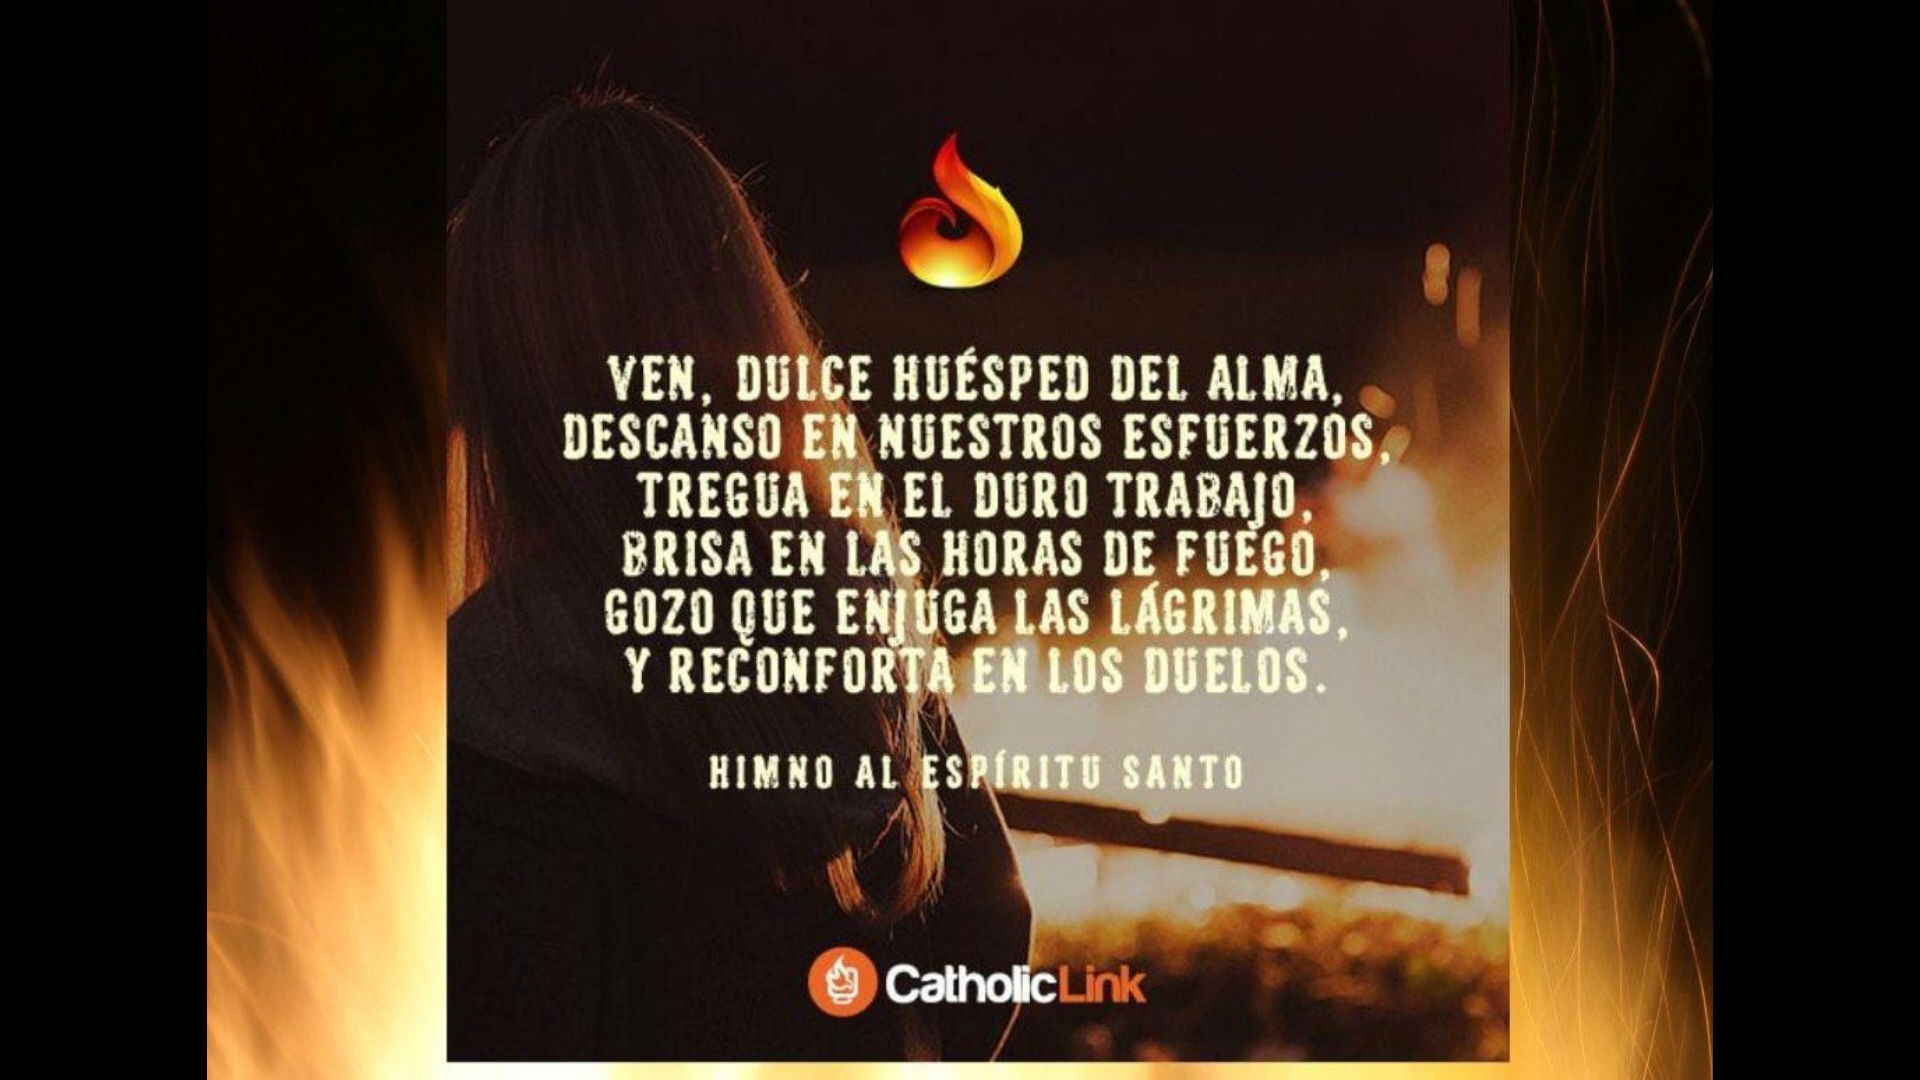 VEN, DULCE HUÉSPED DEL ALMA,
DESCANSO EN NUESTROS ESFUERZOS,
TREGUA EN EL DURO TRABAJO,
BRISA EN LAS HORAS DE FUEGO,
GOZO QUE ENJUGA LAS LÁGRIMAS,
Y RECONFORTA EN LOS DUELOS.
HIMNO AL ESPÍRITU SANTO
CatholicLink